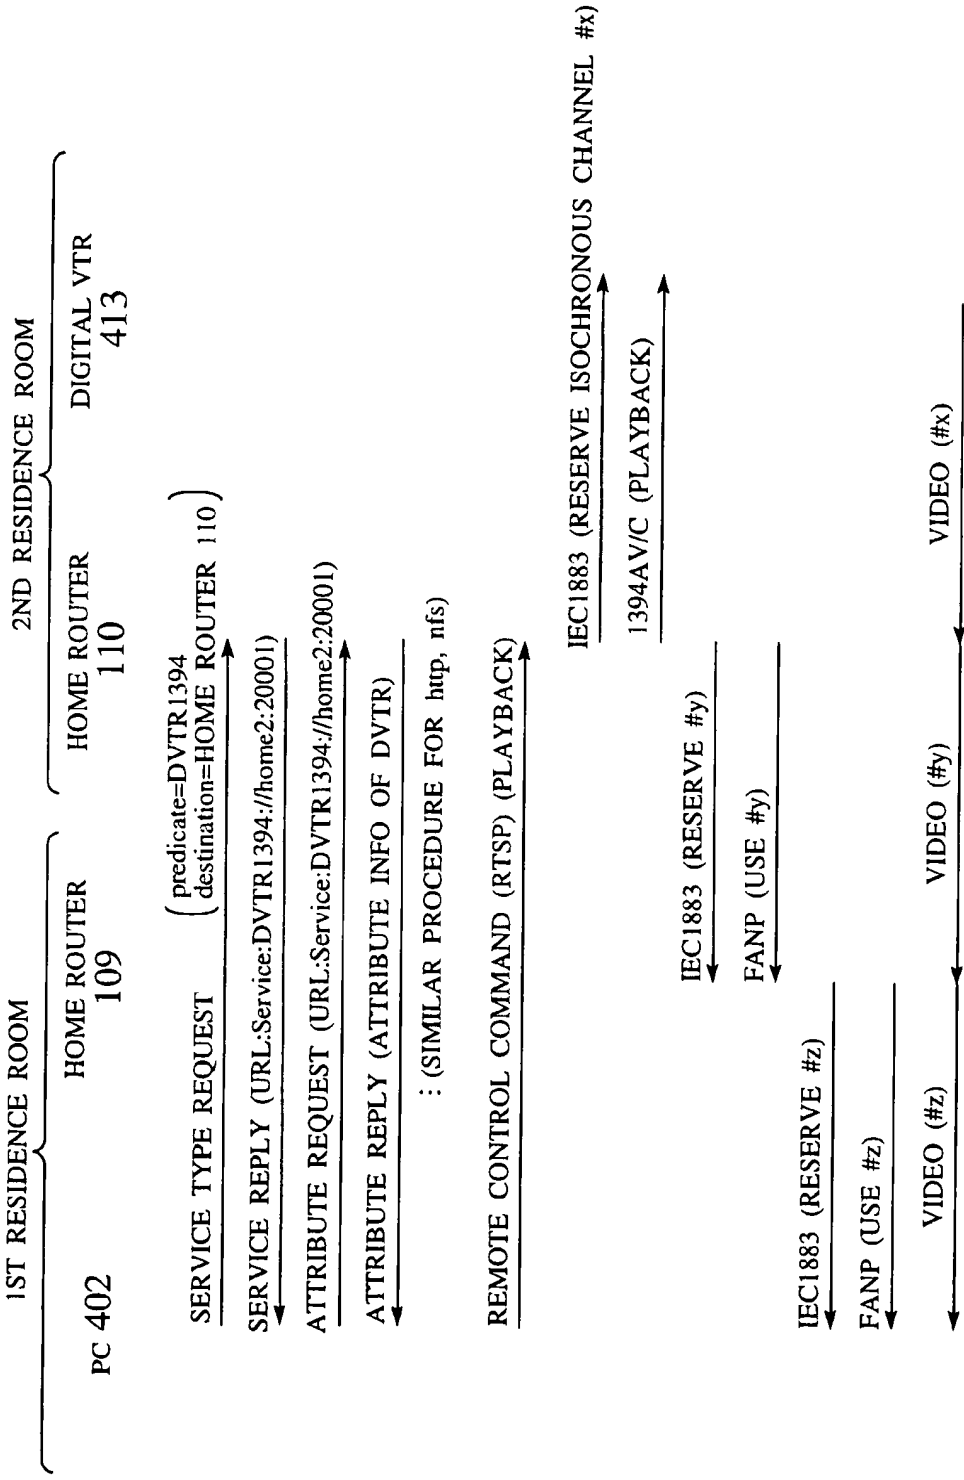 1ST RESIDENCE ROOM
2ND RESIDENCE ROOM
PC 402
HOME ROUTER
109
HOME ROUTER
110
DIGITAL VTR
413
SERVICE TYPE REQUEST
predicate=DVTR1394
destination=HOME ROUTER 110
SERVICE REPLY (URL:Service:DVTR1394://home2:20001)
ATTRIBUTE REQUEST (URL:Service:DVTR1394://home2:20001)
ATTRIBUTE REPLY (ATTRIBUTE INFO OF DVTR)
⋮ (SIMILAR PROCEDURE FOR http, nfs)
REMOTE CONTROL COMMAND (RTSP) (PLAYBACK)
IEC1883 (RESERVE ISOCHRONOUS CHANNEL #x)
1394AV/C (PLAYBACK)
IEC1883 (RESERVE #y)
FANP (USE #y)
IEC1883 (RESERVE #z)
FANP (USE #z)
VIDEO (#z)
VIDEO (#y)
VIDEO (#x)